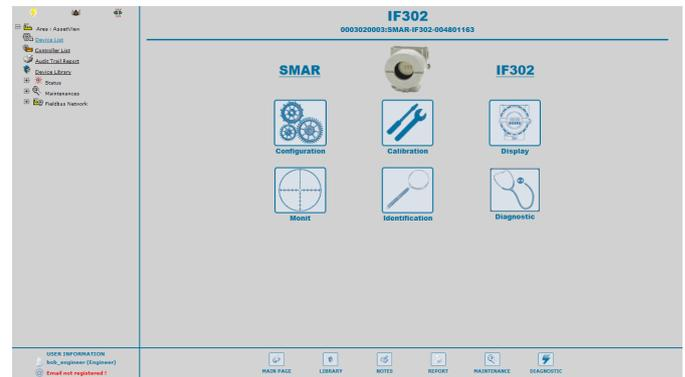 IF302
0003020003:SMAR-IF302-004801163
Area : AssetView
Device List
Controller List
Audit Trail Report
Device Library
Status
Maintenances
Fieldbus Network
SMAR
IF302
Configuration
Calibration
Display
Monit
Identification
Diagnostic
USER INFORMATION
bob_engineer (Engineer)
Email not registered !
MAIN PAGE
LIBRARY
NOTES
REPORT
MAINTENANCE
DIAGNOSTIC